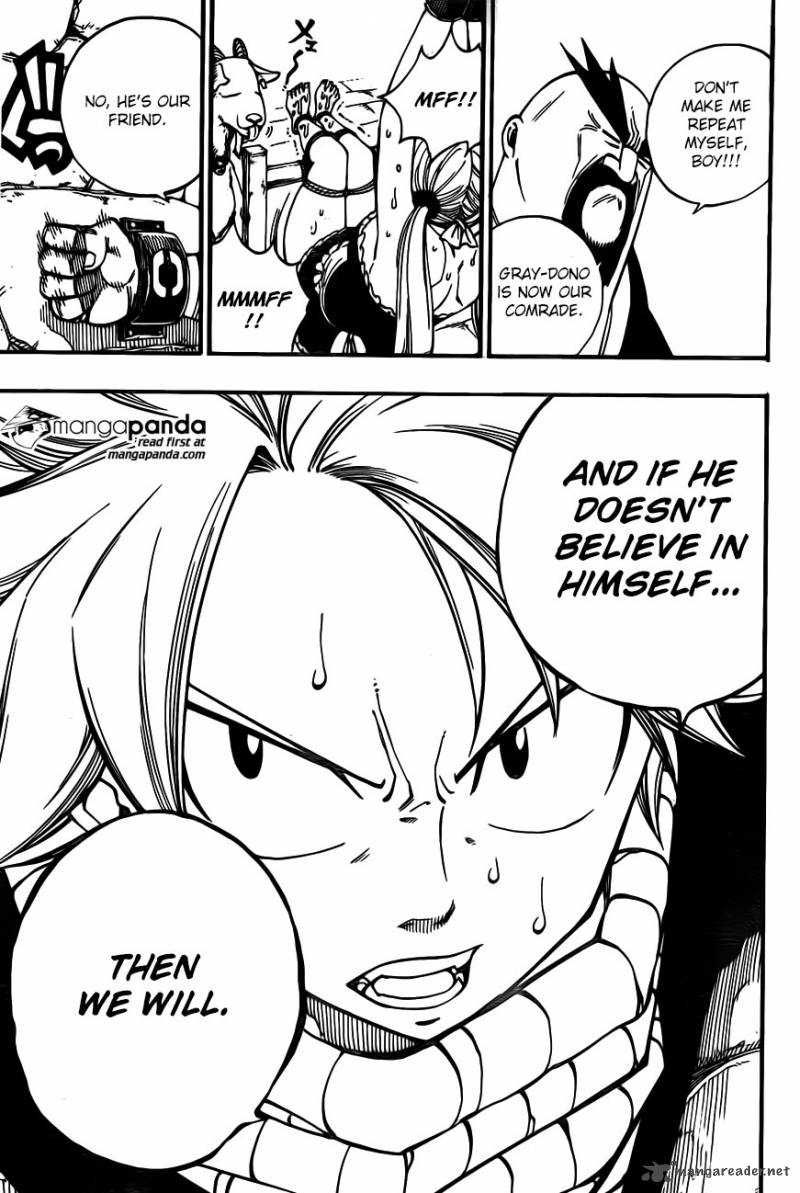 DON'T
MAKE ME
REPEAT
MYSELF,
BOY!!!
GRAY-DONO
IS NOW OUR
COMRADE.
MFF!!
MMMFF
!!
NO, HE'S OUR
FRIEND.
mangapanda
read first at
mangapanda.com
AND IF HE
DOESN'T
BELIEVE IN
HIMSELF...
THEN
WE WILL.
mangareader.net